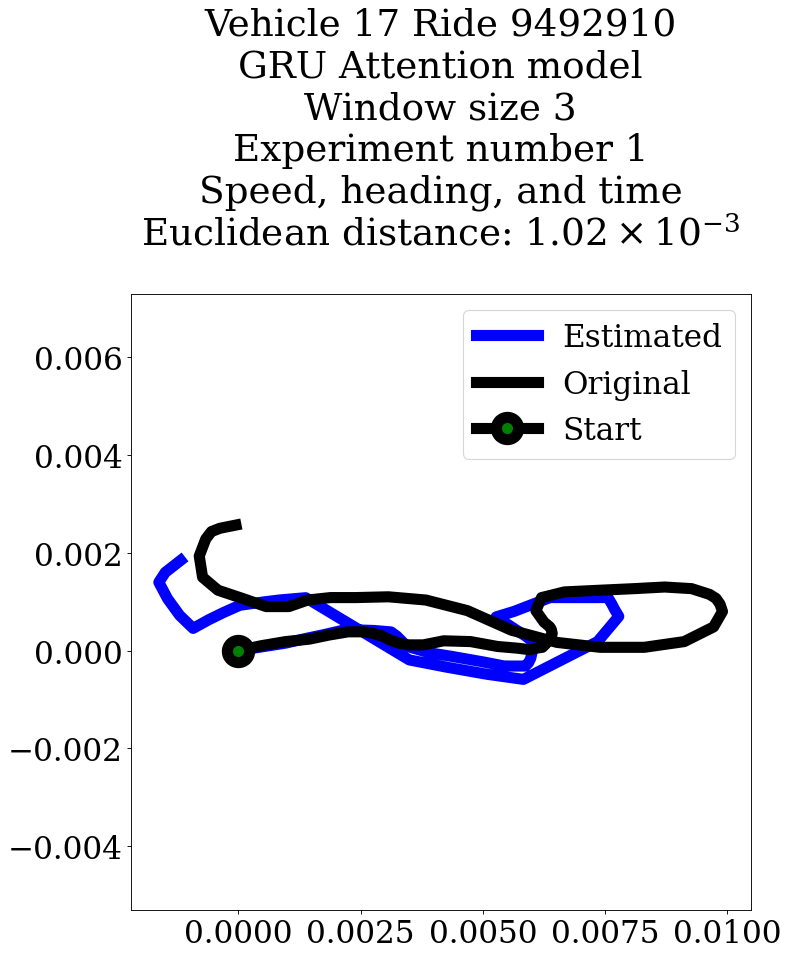 Vehicle 17 Ride 9492910
GRU Attention model
Window size 3
Experiment number 1
Speed, heading, and time
Euclidean distance: 1.02 × 10⁻³
Estimated
Original
Start
0.006
0.004
0.002
0.000
−0.002
−0.004
0.0000 0.0025 0.0050 0.0075 0.0100